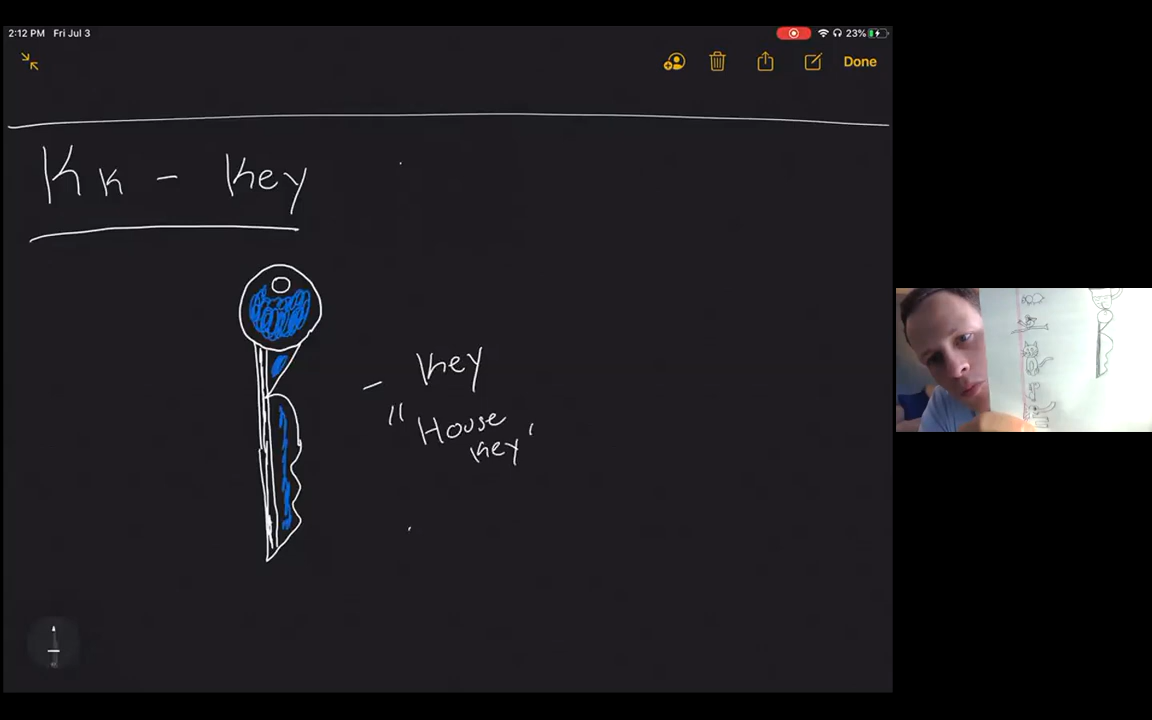 2:12 PM Fri Jul 3
23%
Done
Kk - Key
- Key
"House
Key"